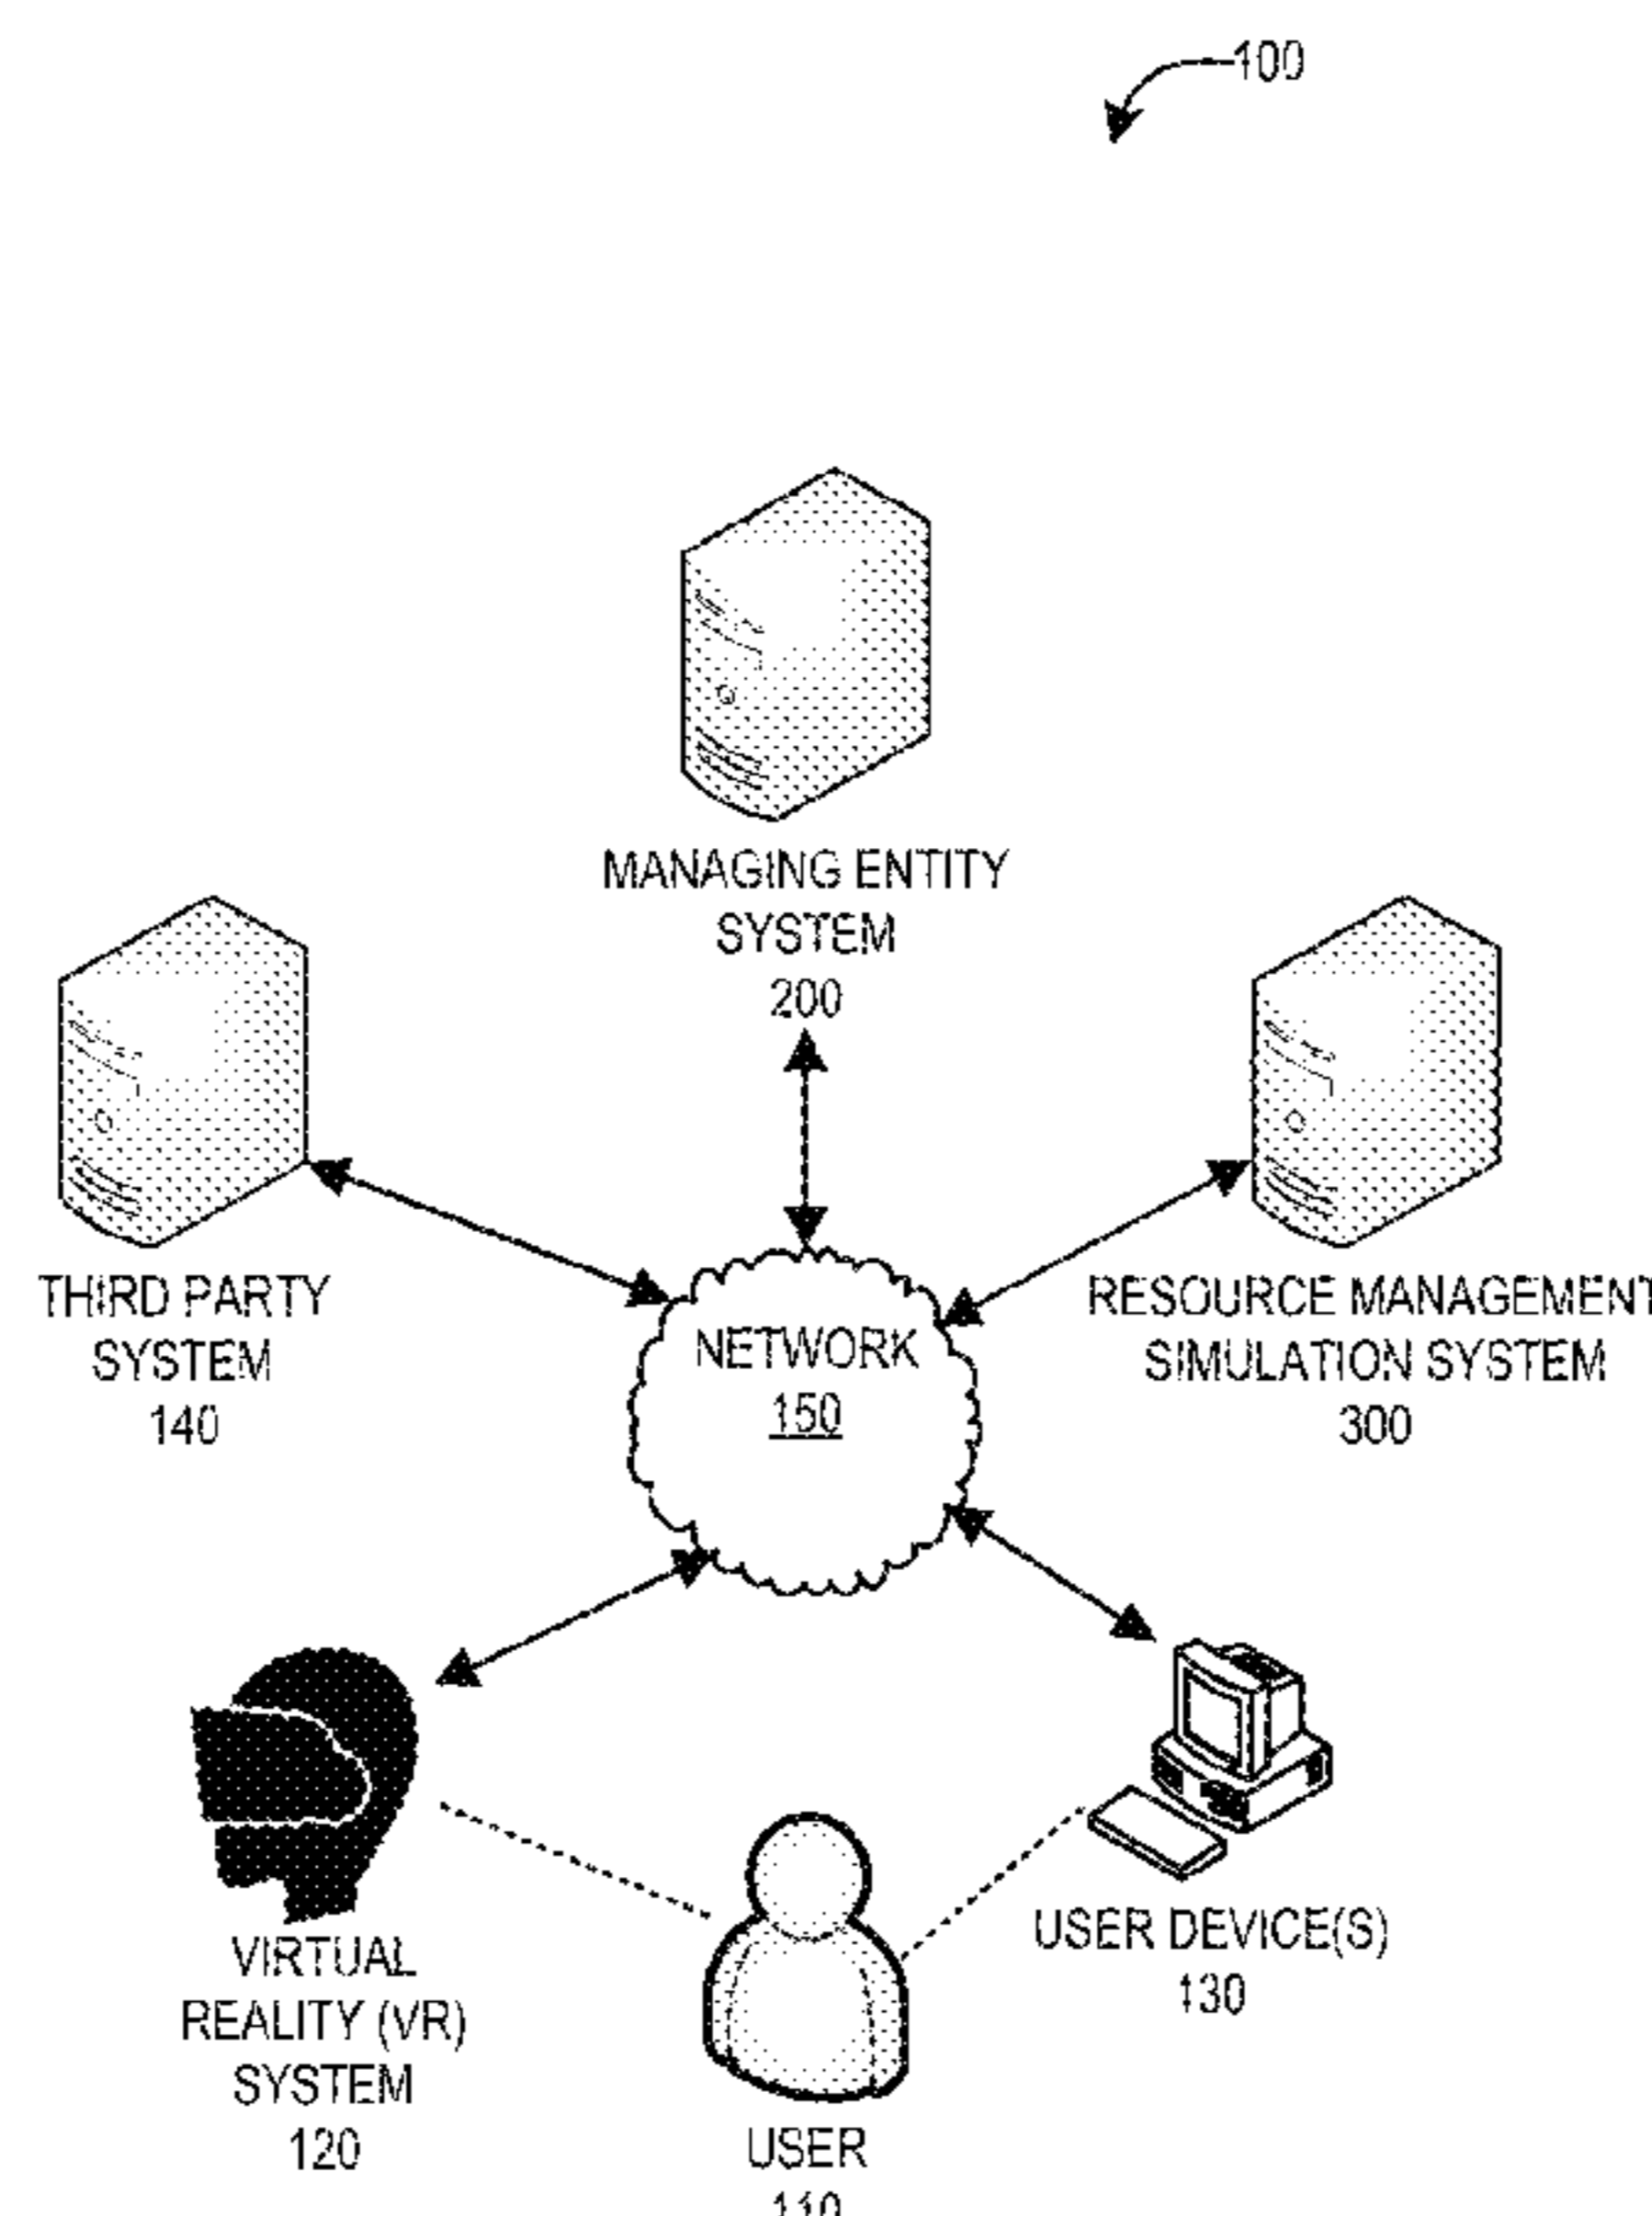 100
MANAGING ENTITY
SYSTEM
200
THIRD PARTY
SYSTEM
140
NETWORK
150
RESOURCE MANAGEMENT
SIMULATION SYSTEM
300
VIRTUAL
REALITY (VR)
SYSTEM
120
USER
110
USER DEVICE(S)
130